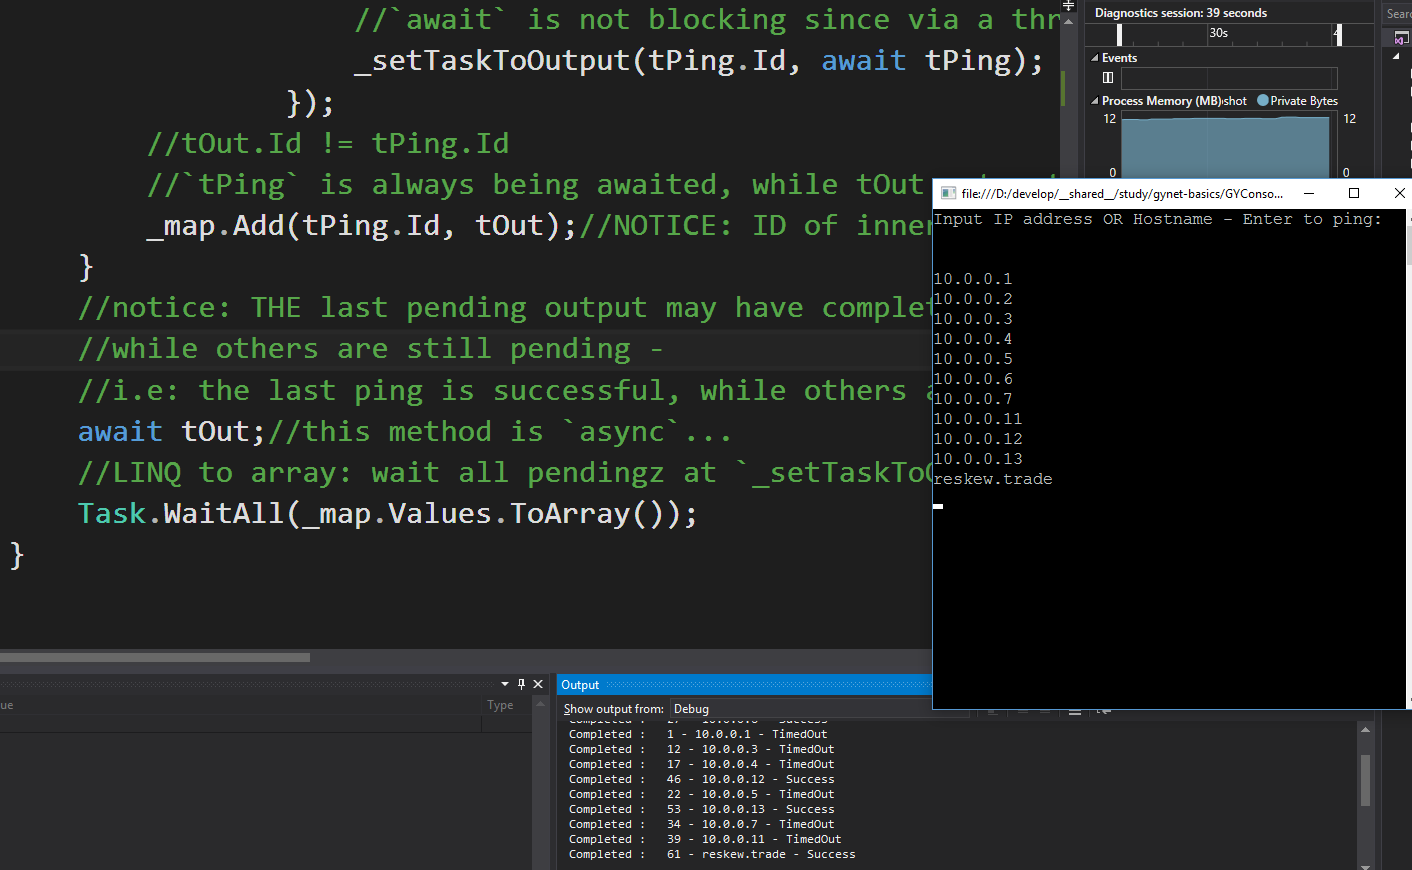 //`await` is not blocking since via a thr
_setTaskToOutput(tPing.Id, await tPing);
});
//tOut.Id != tPing.Id
//`tPing` is always being awaited, while tOut
_map.Add(tPing.Id, tOut);//NOTICE: ID of inner
}
//notice: THE last pending output may have complet
//while others are still pending -
//i.e: the last ping is successful, while others a
await tOut;//this method is `async`...
//LINQ to array: wait all pendingz at `_setTaskToO
Task.WaitAll(_map.Values.ToArray());
}
Diagnostics session: 39 seconds
30s
Events
Process Memory (MB)
shot
Private Bytes
12
12
0
0
Sear
file:///D:/develop/__shared__/study/gynet-basics/GYConso...
Input IP address OR Hostname - Enter to ping:
10.0.0.1
10.0.0.2
10.0.0.3
10.0.0.4
10.0.0.5
10.0.0.6
10.0.0.7
10.0.0.11
10.0.0.12
10.0.0.13
reskew.trade
ue
Type
Output
Show output from:
Debug
Completed : 1 - 10.0.0.1 - TimedOut
Completed : 12 - 10.0.0.3 - TimedOut
Completed : 17 - 10.0.0.4 - TimedOut
Completed : 46 - 10.0.0.12 - Success
Completed : 22 - 10.0.0.5 - TimedOut
Completed : 53 - 10.0.0.13 - Success
Completed : 34 - 10.0.0.7 - TimedOut
Completed : 39 - 10.0.0.11 - TimedOut
Completed : 61 - reskew.trade - Success